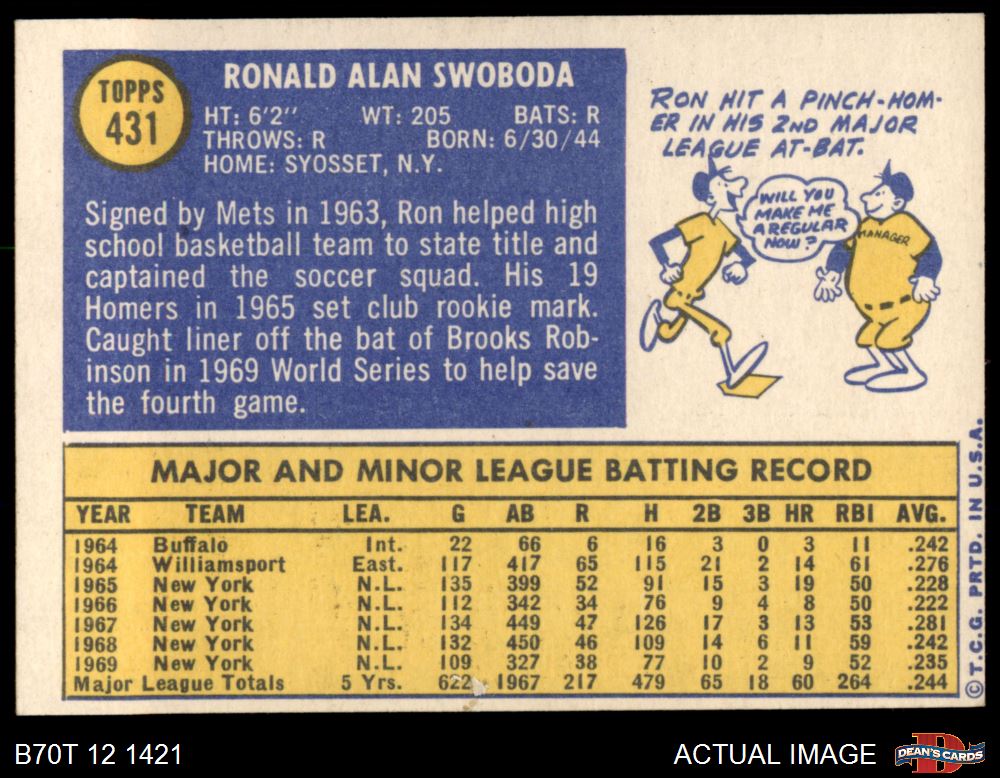 TOPPS
431
RONALD ALAN SWOBODA
HT: 6'2" WT: 205 BATS: R
THROWS: R BORN: 6/30/44
HOME: SYOSSET, N.Y.
Signed by Mets in 1963, Ron helped high
school basketball team to state title and
captained the soccer squad. His 19
Homers in 1965 set club rookie mark.
Caught liner off the bat of Brooks Rob-
inson in 1969 World Series to help save
the fourth game.
RON HIT A PINCH-HOM-
ER IN HIS 2ND MAJOR
LEAGUE AT-BAT.
WILL YOU
MAKE ME
A REGULAR
NOW?
MANAGER
MAJOR AND MINOR LEAGUE BATTING RECORD
YEAR TEAM LEA. G AB R H 2B 3B HR RBI AVG.
1964 Buffalo Int. 22 66 6 16 3 0 3 11 .242
1964 Williamsport East. 117 417 65 115 21 2 14 61 .276
1965 New York N.L. 135 399 52 91 15 3 19 50 .228
1966 New York N.L. 112 342 34 76 9 4 8 50 .222
1967 New York N.L. 134 449 47 126 17 3 13 53 .281
1968 New York N.L. 132 450 46 109 14 6 11 59 .242
1969 New York N.L. 109 327 38 77 10 2 9 52 .235
Major League Totals 5 Yrs. 622 1967 217 479 65 18 60 264 .244
© T.C.G. PRTD. IN U.S.A.
B70T 12 1421
ACTUAL IMAGE
DEAN'S CARDS